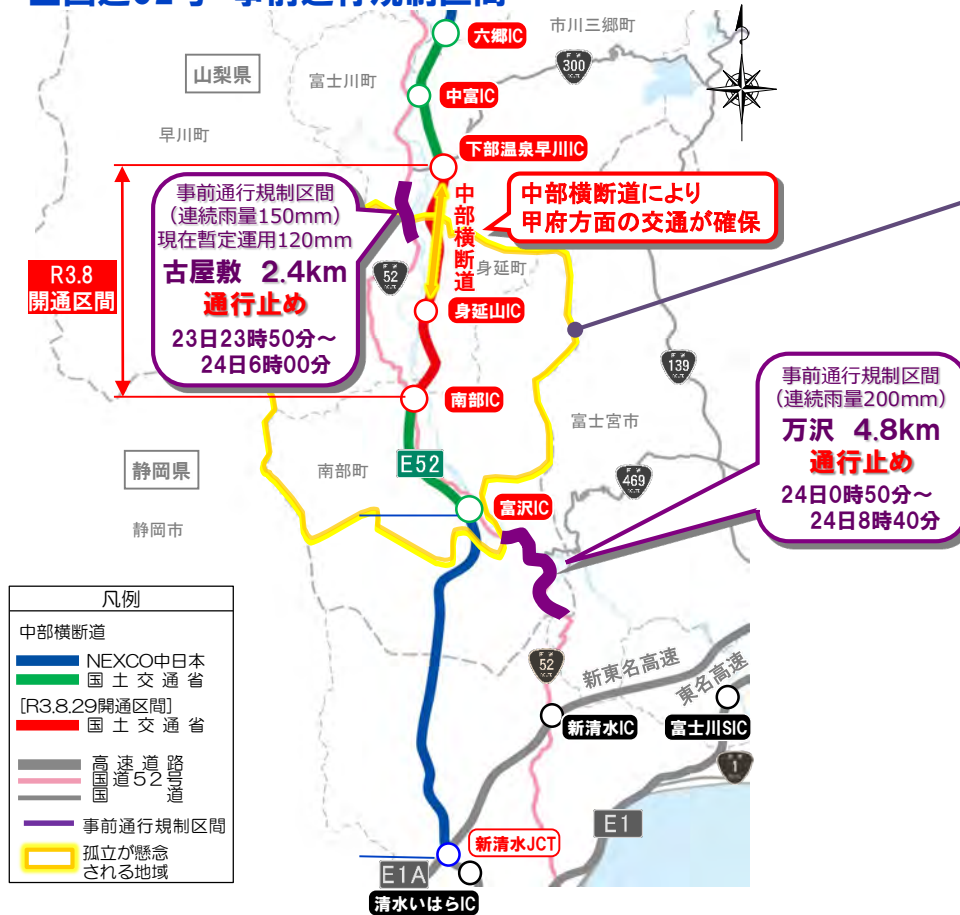 六郷IC
市川三郷町
300
山梨県
富士川町
中富IC
早川町
下部温泉早川IC
事前通行規制区間
(連続雨量150mm)
現在暫定運用120mm
古屋敷 2.4km
通行止め
23日23時50分～
24日6時00分
中部横断道
中部横断道により
甲府方面の交通が確保
52
身延町
R3.8
開通区間
身延山IC
139
南部IC
事前通行規制区間
(連続雨量200mm)
万沢 4.8km
通行止め
24日0時50分～
24日8時40分
富士宮市
静岡県
南部町
E52
469
富沢IC
静岡市
凡例
中部横断道
NEXCO中日本
国土交通省
[R3.8.29開通区間]
国土交通省
高速道路
国道52号
国道
事前通行規制区間
孤立が懸念
される地域
52
新東名高速
東名高速
新清水IC
富士川SIC
1
E1
新清水JCT
E1A
清水いはらIC